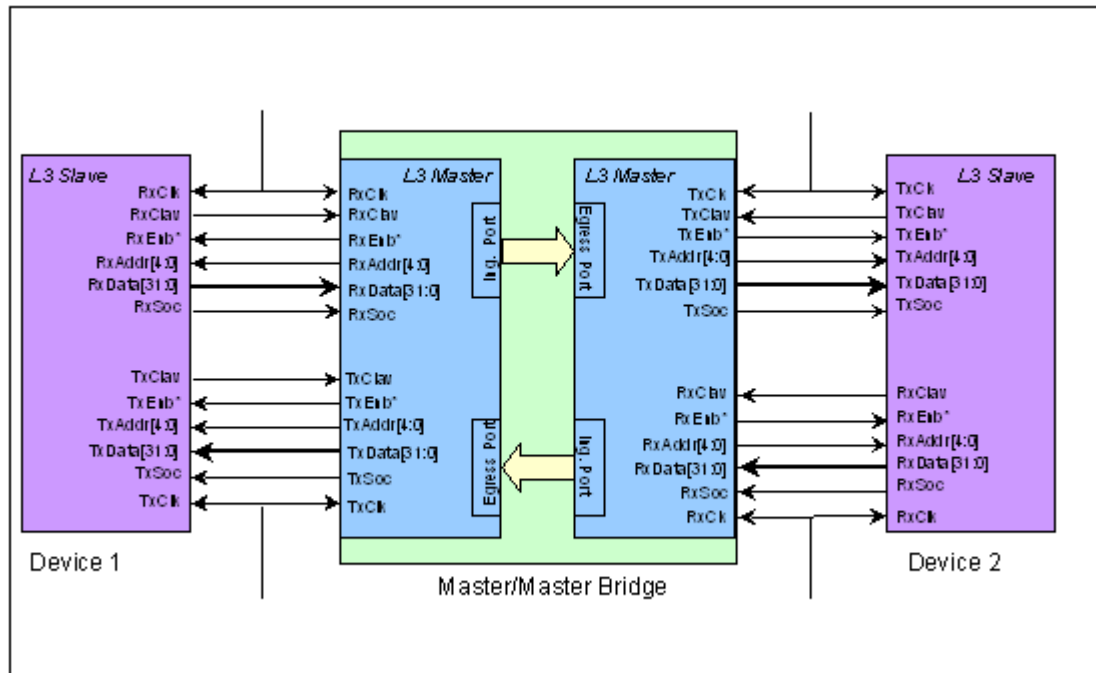 L3 Slave
RxClk
RxClav
RxEnb*
RxAddr[4:0]
RxData[31:0]
RxSoc
TxClav
TxEnb*
TxAddr[4:0]
TxData[31:0]
TxSoc
TxClk
Device 1
L3 Master
RxClk
RxClav
RxEnb*
RxAddr[4:0]
RxData[31:0]
RxSoc
Ing. Port
TxClav
TxEnb*
TxAddr[4:0]
TxData[31:0]
TxSoc
TxClk
Egress Port
L3 Master
TxClk
TxClav
TxEnb*
TxAddr[4:0]
TxData[31:0]
TxSoc
Egress Port
RxClav
RxEnb*
RxAddr[4:0]
RxData[31:0]
RxSoc
RxClk
Ing. Port
Master/Master Bridge
L3 Slave
TxClk
TxClav
TxEnb*
TxAddr[4:0]
TxData[31:0]
TxSoc
RxClav
RxEnb*
RxAddr[4:0]
RxData[31:0]
RxSoc
RxClk
Device 2